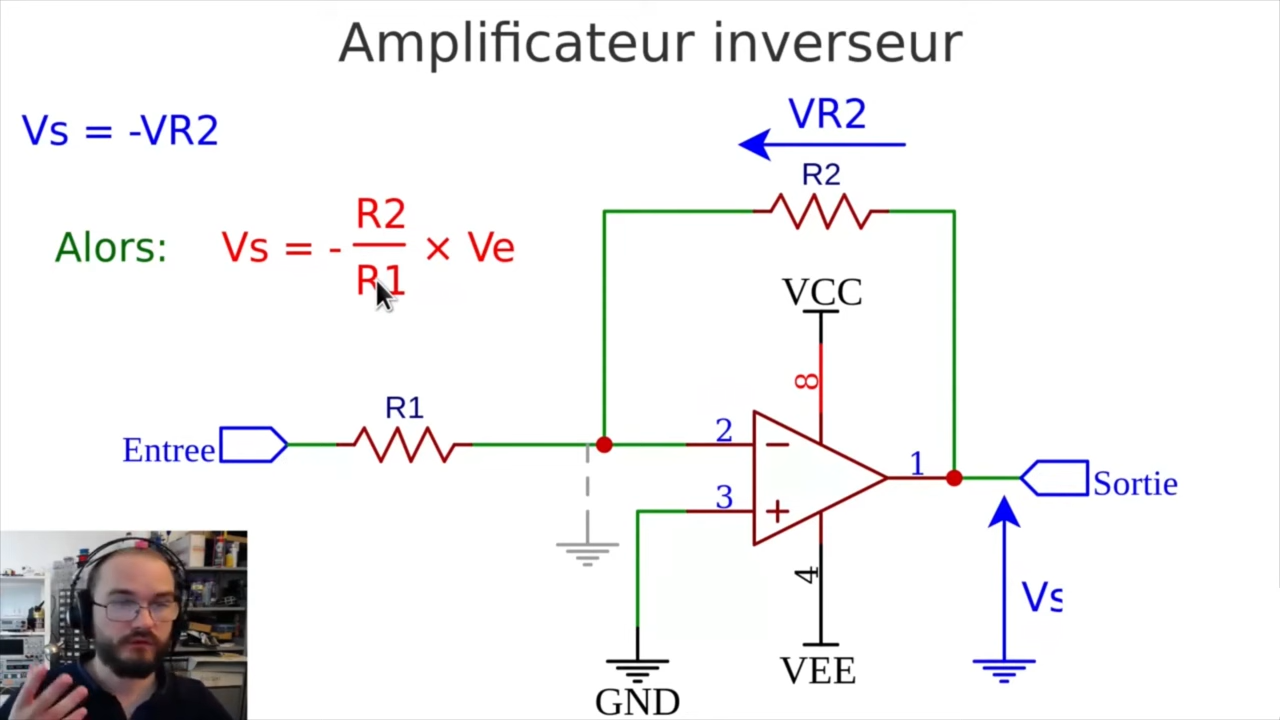 Amplificateur inverseur
Vs = -VR2
VR2
R2
Alors: Vs = - R2 / R1 × Ve
VCC
8
R1
Entree
2
3
1
Sortie
4
Vs
VEE
GND